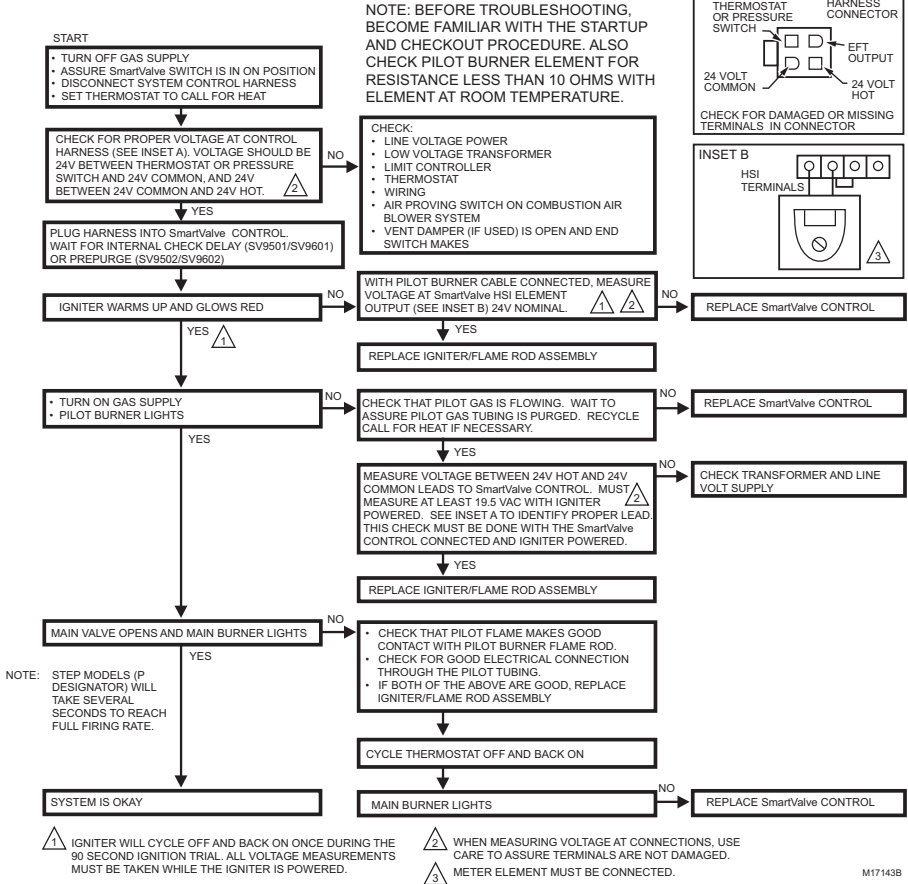 NOTE: BEFORE TROUBLESHOOTING,
BECOME FAMILIAR WITH THE STARTUP
AND CHECKOUT PROCEDURE. ALSO
CHECK PILOT BURNER ELEMENT FOR
RESISTANCE LESS THAN 10 OHMS WITH
ELEMENT AT ROOM TEMPERATURE.
THERMOSTAT
OR PRESSURE
SWITCH
HARNESS
CONNECTOR
EFT
OUTPUT
24 VOLT
COMMON
24 VOLT
HOT
CHECK FOR DAMAGED OR MISSING
TERMINALS IN CONNECTOR
START
• TURN OFF GAS SUPPLY
• ASSURE SmartValve SWITCH IS IN ON POSITION
• DISCONNECT SYSTEM CONTROL HARNESS
• SET THERMOSTAT TO CALL FOR HEAT
CHECK FOR PROPER VOLTAGE AT CONTROL
HARNESS (SEE INSET A). VOLTAGE SHOULD BE
24V BETWEEN THERMOSTAT OR PRESSURE
SWITCH AND 24V COMMON, AND 24V
BETWEEN 24V COMMON AND 24V HOT.
2
NO
CHECK:
• LINE VOLTAGE POWER
• LOW VOLTAGE TRANSFORMER
• LIMIT CONTROLLER
• THERMOSTAT
• WIRING
• AIR PROVING SWITCH ON COMBUSTION AIR
BLOWER SYSTEM
• VENT DAMPER (IF USED) IS OPEN AND END
SWITCH MAKES
INSET B
HSI
TERMINALS
3
YES
PLUG HARNESS INTO SmartValve CONTROL.
WAIT FOR INTERNAL CHECK DELAY (SV9501/SV9601)
OR PREPURGE (SV9502/SV9602)
IGNITER WARMS UP AND GLOWS RED
NO
WITH PILOT BURNER CABLE CONNECTED, MEASURE
VOLTAGE AT SmartValve HSI ELEMENT
OUTPUT (SEE INSET B) 24V NOMINAL.
1
2
NO
REPLACE SmartValve CONTROL
YES
REPLACE IGNITER/FLAME ROD ASSEMBLY
YES
1
• TURN ON GAS SUPPLY
• PILOT BURNER LIGHTS
NO
CHECK THAT PILOT GAS IS FLOWING. WAIT TO
ASSURE PILOT GAS TUBING IS PURGED. RECYCLE
CALL FOR HEAT IF NECESSARY.
NO
REPLACE SmartValve CONTROL
YES
YES
MEASURE VOLTAGE BETWEEN 24V HOT AND 24V
COMMON LEADS TO SmartValve CONTROL. MUST
MEASURE AT LEAST 19.5 VAC WITH IGNITER
POWERED. SEE INSET A TO IDENTIFY PROPER LEAD.
THIS CHECK MUST BE DONE WITH THE SmartValve
CONTROL CONNECTED AND IGNITER POWERED.
2
NO
CHECK TRANSFORMER AND LINE
VOLT SUPPLY
YES
REPLACE IGNITER/FLAME ROD ASSEMBLY
MAIN VALVE OPENS AND MAIN BURNER LIGHTS
NO
• CHECK THAT PILOT FLAME MAKES GOOD
CONTACT WITH PILOT BURNER FLAME ROD.
• CHECK FOR GOOD ELECTRICAL CONNECTION
THROUGH THE PILOT TUBING.
• IF BOTH OF THE ABOVE ARE GOOD, REPLACE
IGNITER/FLAME ROD ASSEMBLY
YES
NOTE: STEP MODELS (P
DESIGNATOR) WILL
TAKE SEVERAL
SECONDS TO REACH
FULL FIRING RATE.
CYCLE THERMOSTAT OFF AND BACK ON
SYSTEM IS OKAY
MAIN BURNER LIGHTS
NO
REPLACE SmartValve CONTROL
1 IGNITER WILL CYCLE OFF AND BACK ON ONCE DURING THE
90 SECOND IGNITION TRIAL. ALL VOLTAGE MEASUREMENTS
MUST BE TAKEN WHILE THE IGNITER IS POWERED.
2 WHEN MEASURING VOLTAGE AT CONNECTIONS, USE
CARE TO ASSURE TERMINALS ARE NOT DAMAGED.
3 METER ELEMENT MUST BE CONNECTED.
M17143B